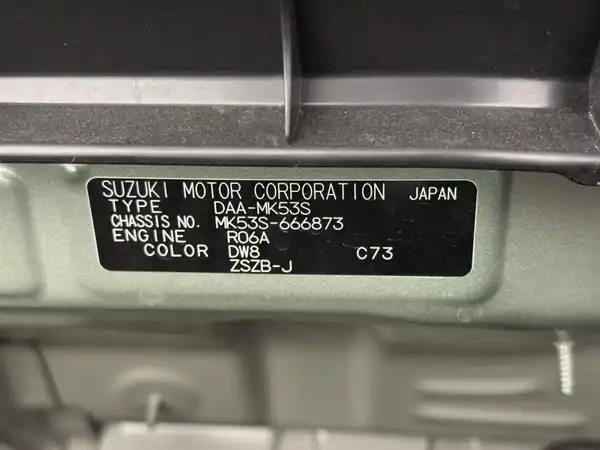 SUZUKI MOTOR CORPORATION JAPAN
TYPE DAA-MK53S
CHASSIS NO. MK53S-666873
ENGINE R06A
COLOR DW8 C73
ZSZB-J